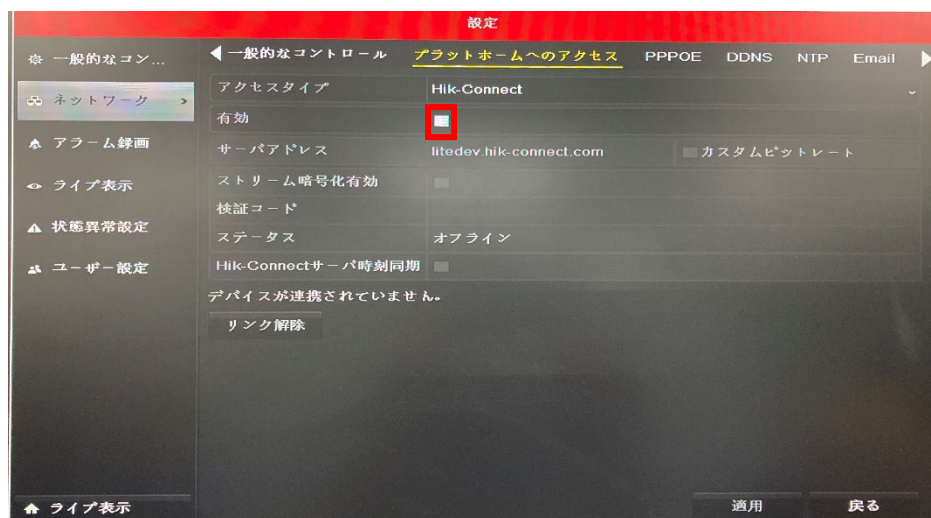 設定
一般的なコン...
ネットワーク
アラーム録画
ライブ表示
状態異常設定
ユーザー設定
ライブ表示
一般的なコントロール プラットホームへのアクセス PPPOE DDNS NTP Email
アクセスタイプ Hik-Connect
有効
サーバアドレス litedev.hik-connect.com カスタムビットレート
ストリーム暗号化有効
検証コード
ステータス オフライン
Hik-Connectサーバ時刻同期
デバイスが連携されていません。
リンク解除
適用 戻る